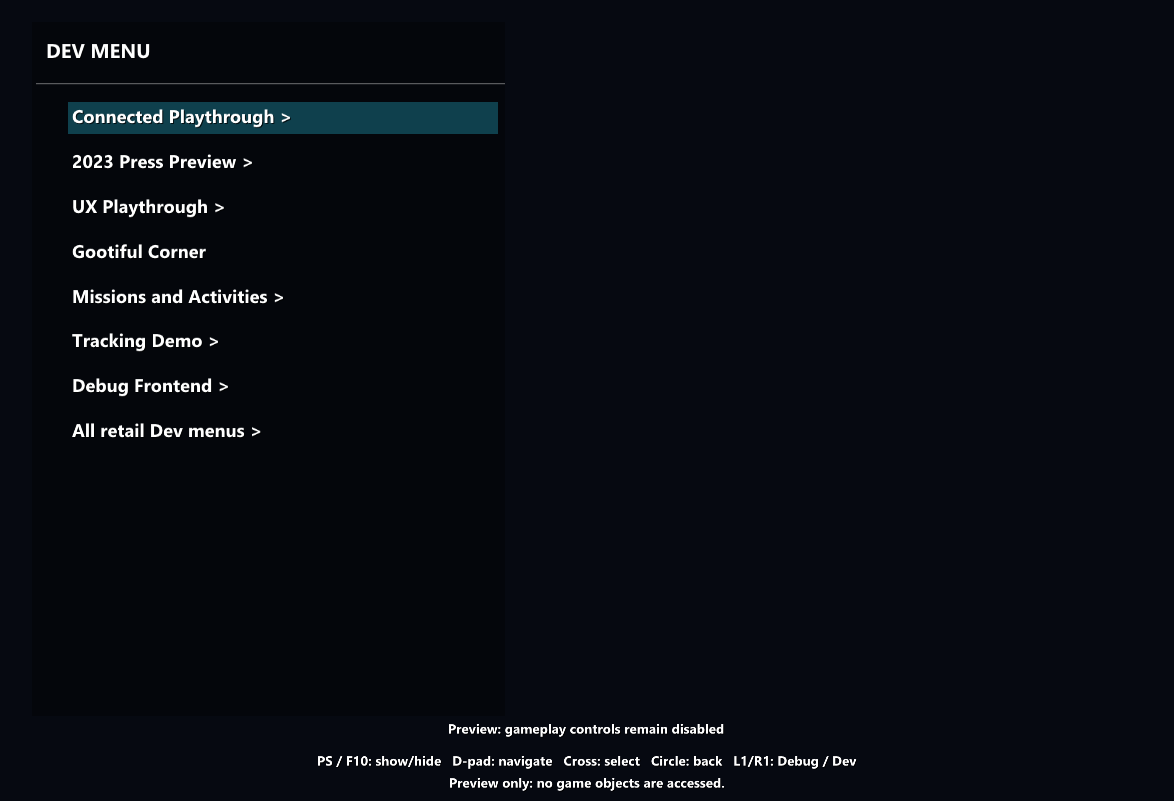 DEV MENU
Connected Playthrough >
2023 Press Preview >
UX Playthrough >
Gootiful Corner
Missions and Activities >
Tracking Demo >
Debug Frontend >
All retail Dev menus >
Preview: gameplay controls remain disabled
PS / F10: show/hide   D-pad: navigate   Cross: select   Circle: back   L1/R1: Debug / Dev
Preview only: no game objects are accessed.